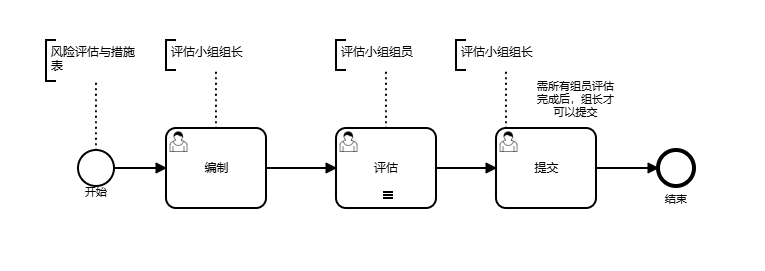 风险评估与措施
表
评估小组组长
评估小组组员
评估小组组长
需所有组员评估
完成后，组长才
可以提交
编制
评估
提交
开始
结束